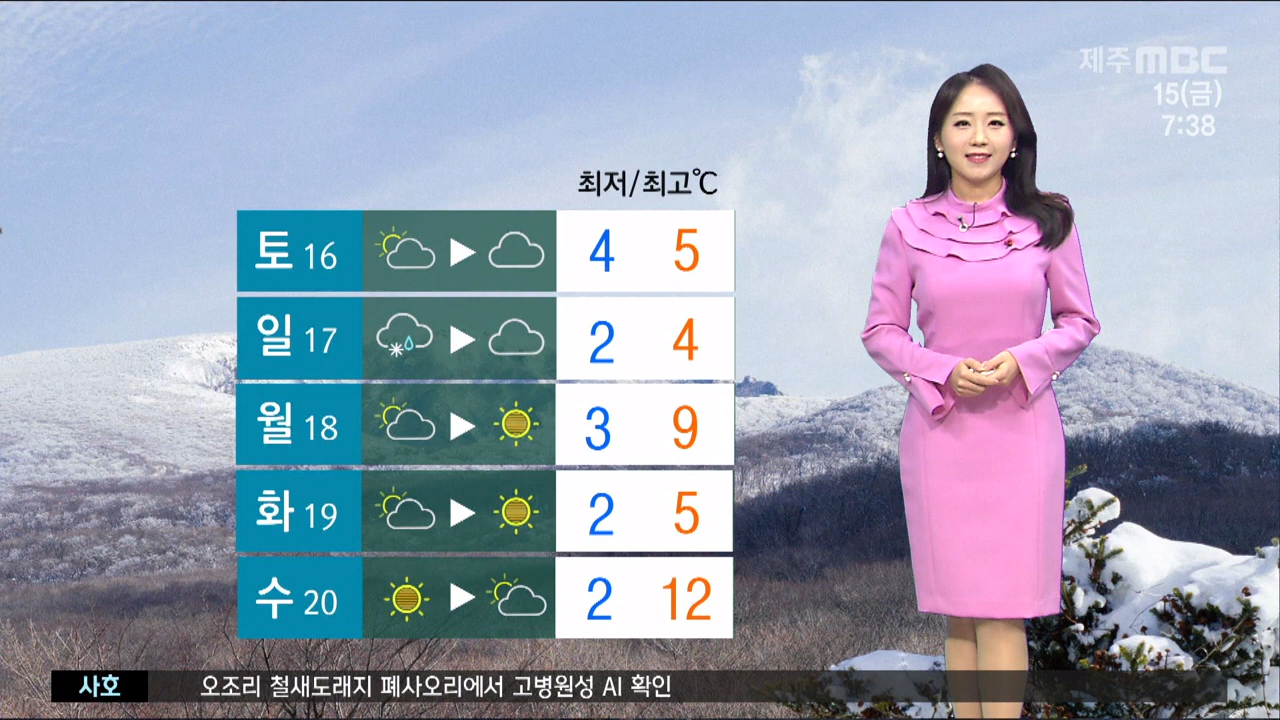 제주MBC
15(금)
7:38
최저/최고℃
토 16 4 5
일 17 2 4
월 18 3 9
화 19 2 5
수 20 2 12
사호 오조리 철새도래지 폐사오리에서 고병원성 AI 확인